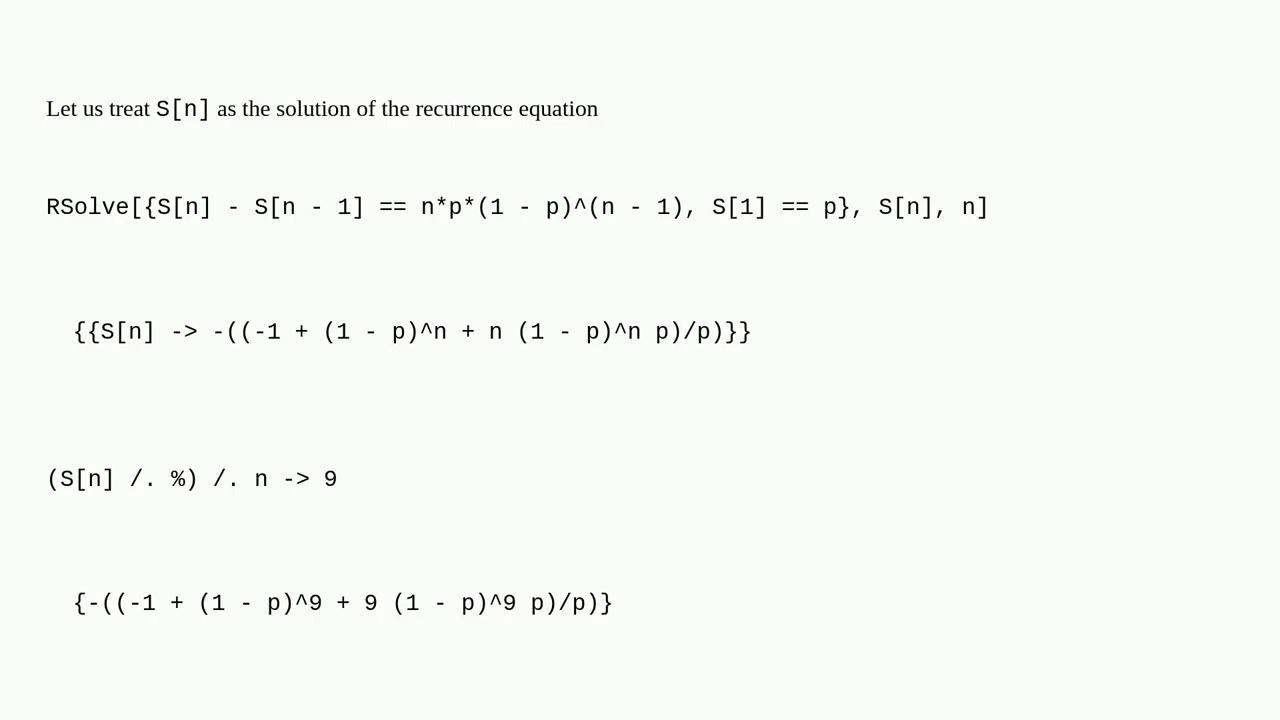 Let us treat S[n] as the solution of the recurrence equation
RSolve[{S[n] - S[n - 1] == n*p*(1 - p)^(n - 1), S[1] == p}, S[n], n]
{{S[n] -> -((-1 + (1 - p)^n + n (1 - p)^n p)/p)}}
(S[n] /. %) /. n -> 9
{-((-1 + (1 - p)^9 + 9 (1 - p)^9 p)/p)}